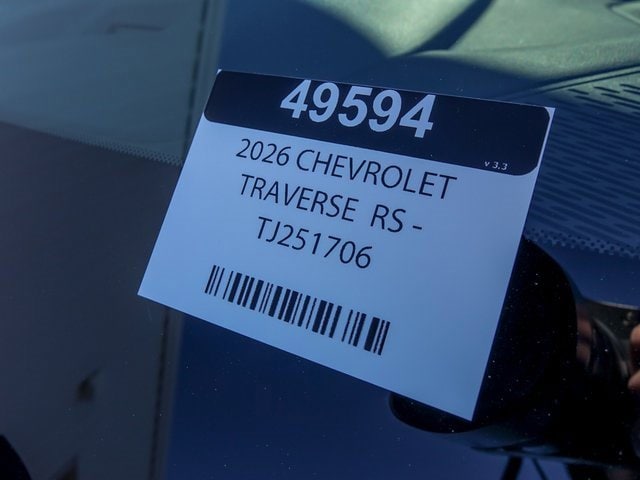 49594
v 3.3
2026 CHEVROLET
TRAVERSE RS -
TJ251706